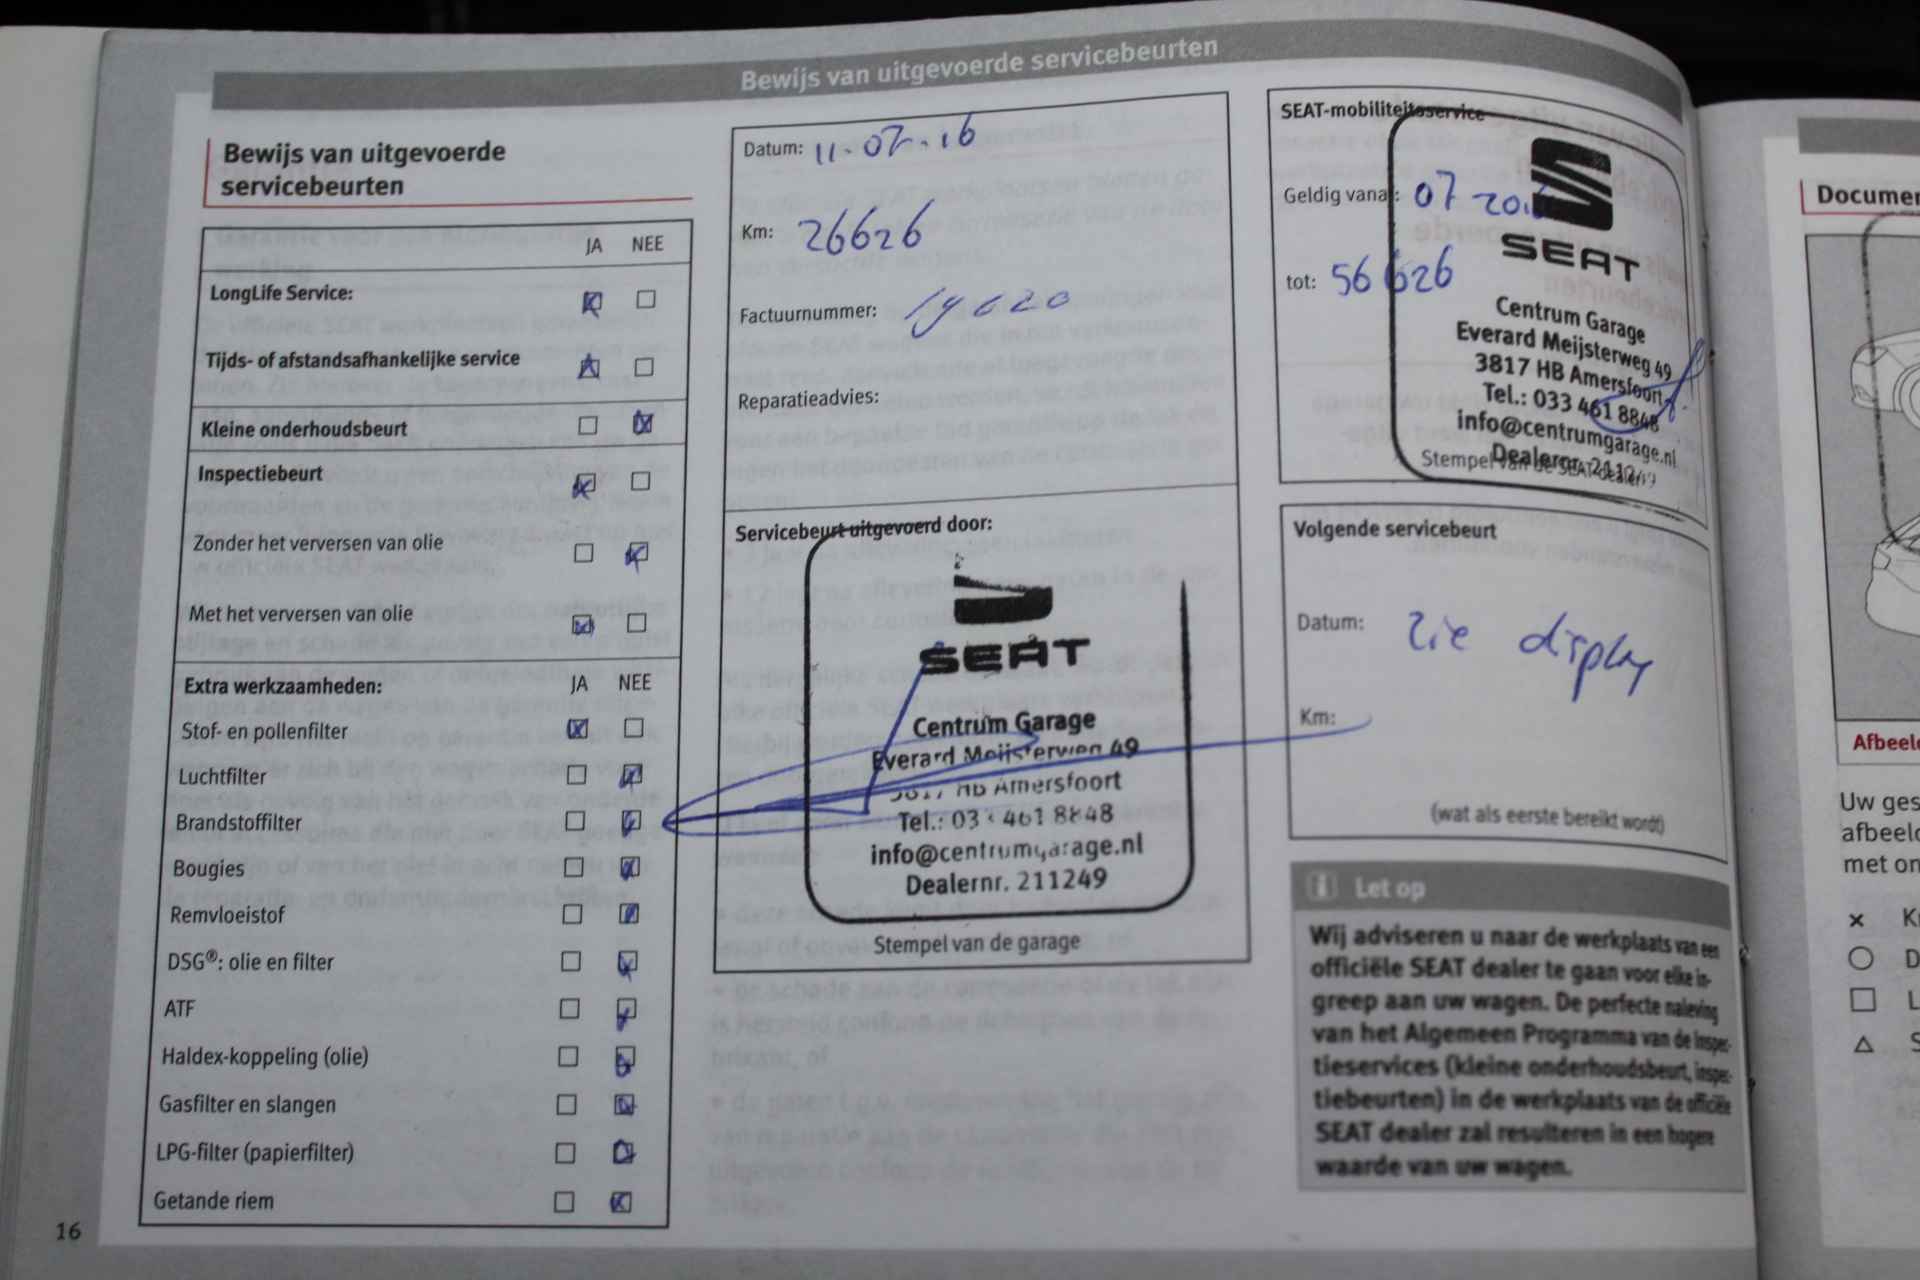 Bewijs van uitgevoerde servicebeurten
Bewijs van uitgevoerde
servicebeurten
JA NEE
LongLife Service:
Tijds- of afstandsafhankelijke service
Kleine onderhoudsbeurt
Inspectiebeurt
Zonder het verversen van olie
Met het verversen van olie
Extra werkzaamheden: JA NEE
Stof- en pollenfilter
Luchtfilter
Brandstoffilter
Bougies
Remvloeistof
DSG®: olie en filter
ATF
Haldex-koppeling (olie)
Gasfilter en slangen
LPG-filter (papierfilter)
Getande riem
16
Datum: 11-07-16
Km: 26626
Factuurnummer:
Reparatieadvies:
Servicebeurt uitgevoerd door:
SEAT
Centrum Garage
Everard Meijsterweg 49
HB Amersfoort
Tel.: 033 461 8848
info@centrumgarage.nl
Dealernr. 211249
Stempel van de garage
SEAT-mobiliteitsservice
Geldig vanaf: 07
tot: 56626
SEAT
Centrum Garage
Everard Meijsterweg 49
3817 HB Amersfoort
Tel.: 033 461 8848
info@centrumgarage.nl
Dealernr. 211249
Stempel van de SEAT-dealer
Volgende servicebeurt
Datum: zie display
Km:
(wat als eerste bereikt wordt)
i Let op
Wij adviseren u naar de werkplaats van een
officiële SEAT dealer te gaan voor elke in-
greep aan uw wagen. De perfecte naleving
van het Algemeen Programma van de inspec-
tieservices (kleine onderhoudsbeurt, inspec-
tiebeurten) in de werkplaats van de officiële
SEAT dealer zal resulteren in een hogere
waarde van uw wagen.
Documen
Afbeeld
Uw ges
afbeeld
met on